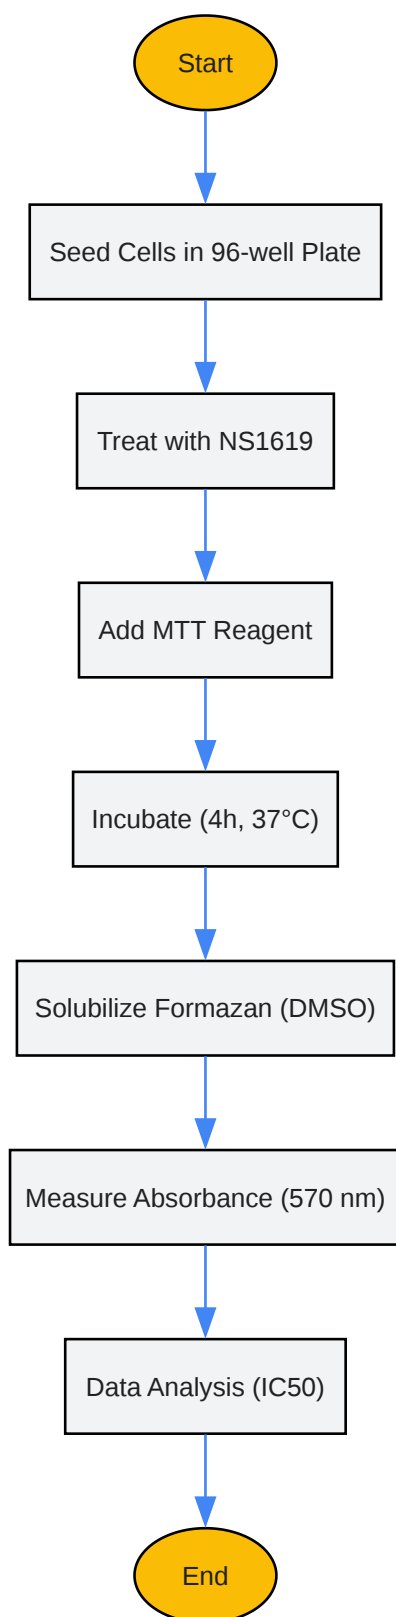 Start
Seed Cells in 96-well Plate
Treat with NS1619
Add MTT Reagent
Incubate (4h, 37°C)
Solubilize Formazan (DMSO)
Measure Absorbance (570 nm)
Data Analysis (IC50)
End